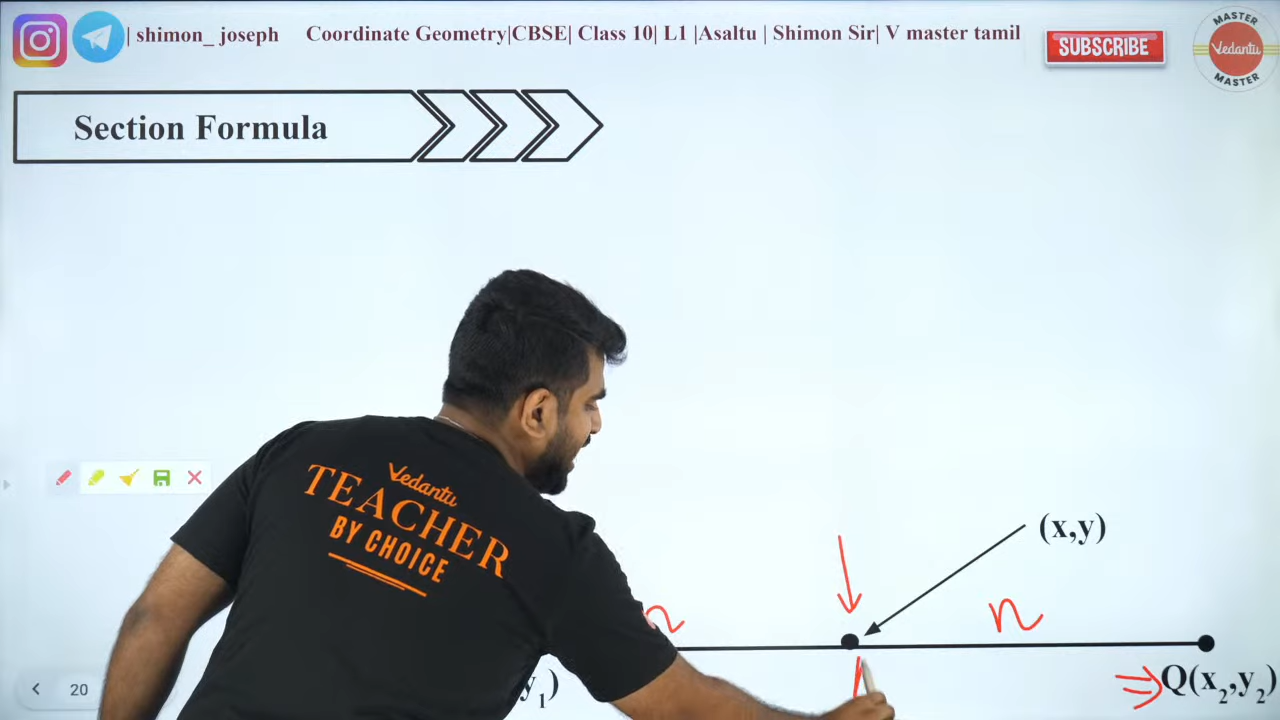 | shimon_ joseph Coordinate Geometry|CBSE| Class 10| L1 |Asaltu | Shimon Sir| V master tamil
SUBSCRIBE
MASTER
Vedantu
MASTER
Section Formula
Vedantu
TEACHER
BY CHOICE
(x,y)
n
y₁)
Q(x₂,y₂)
20